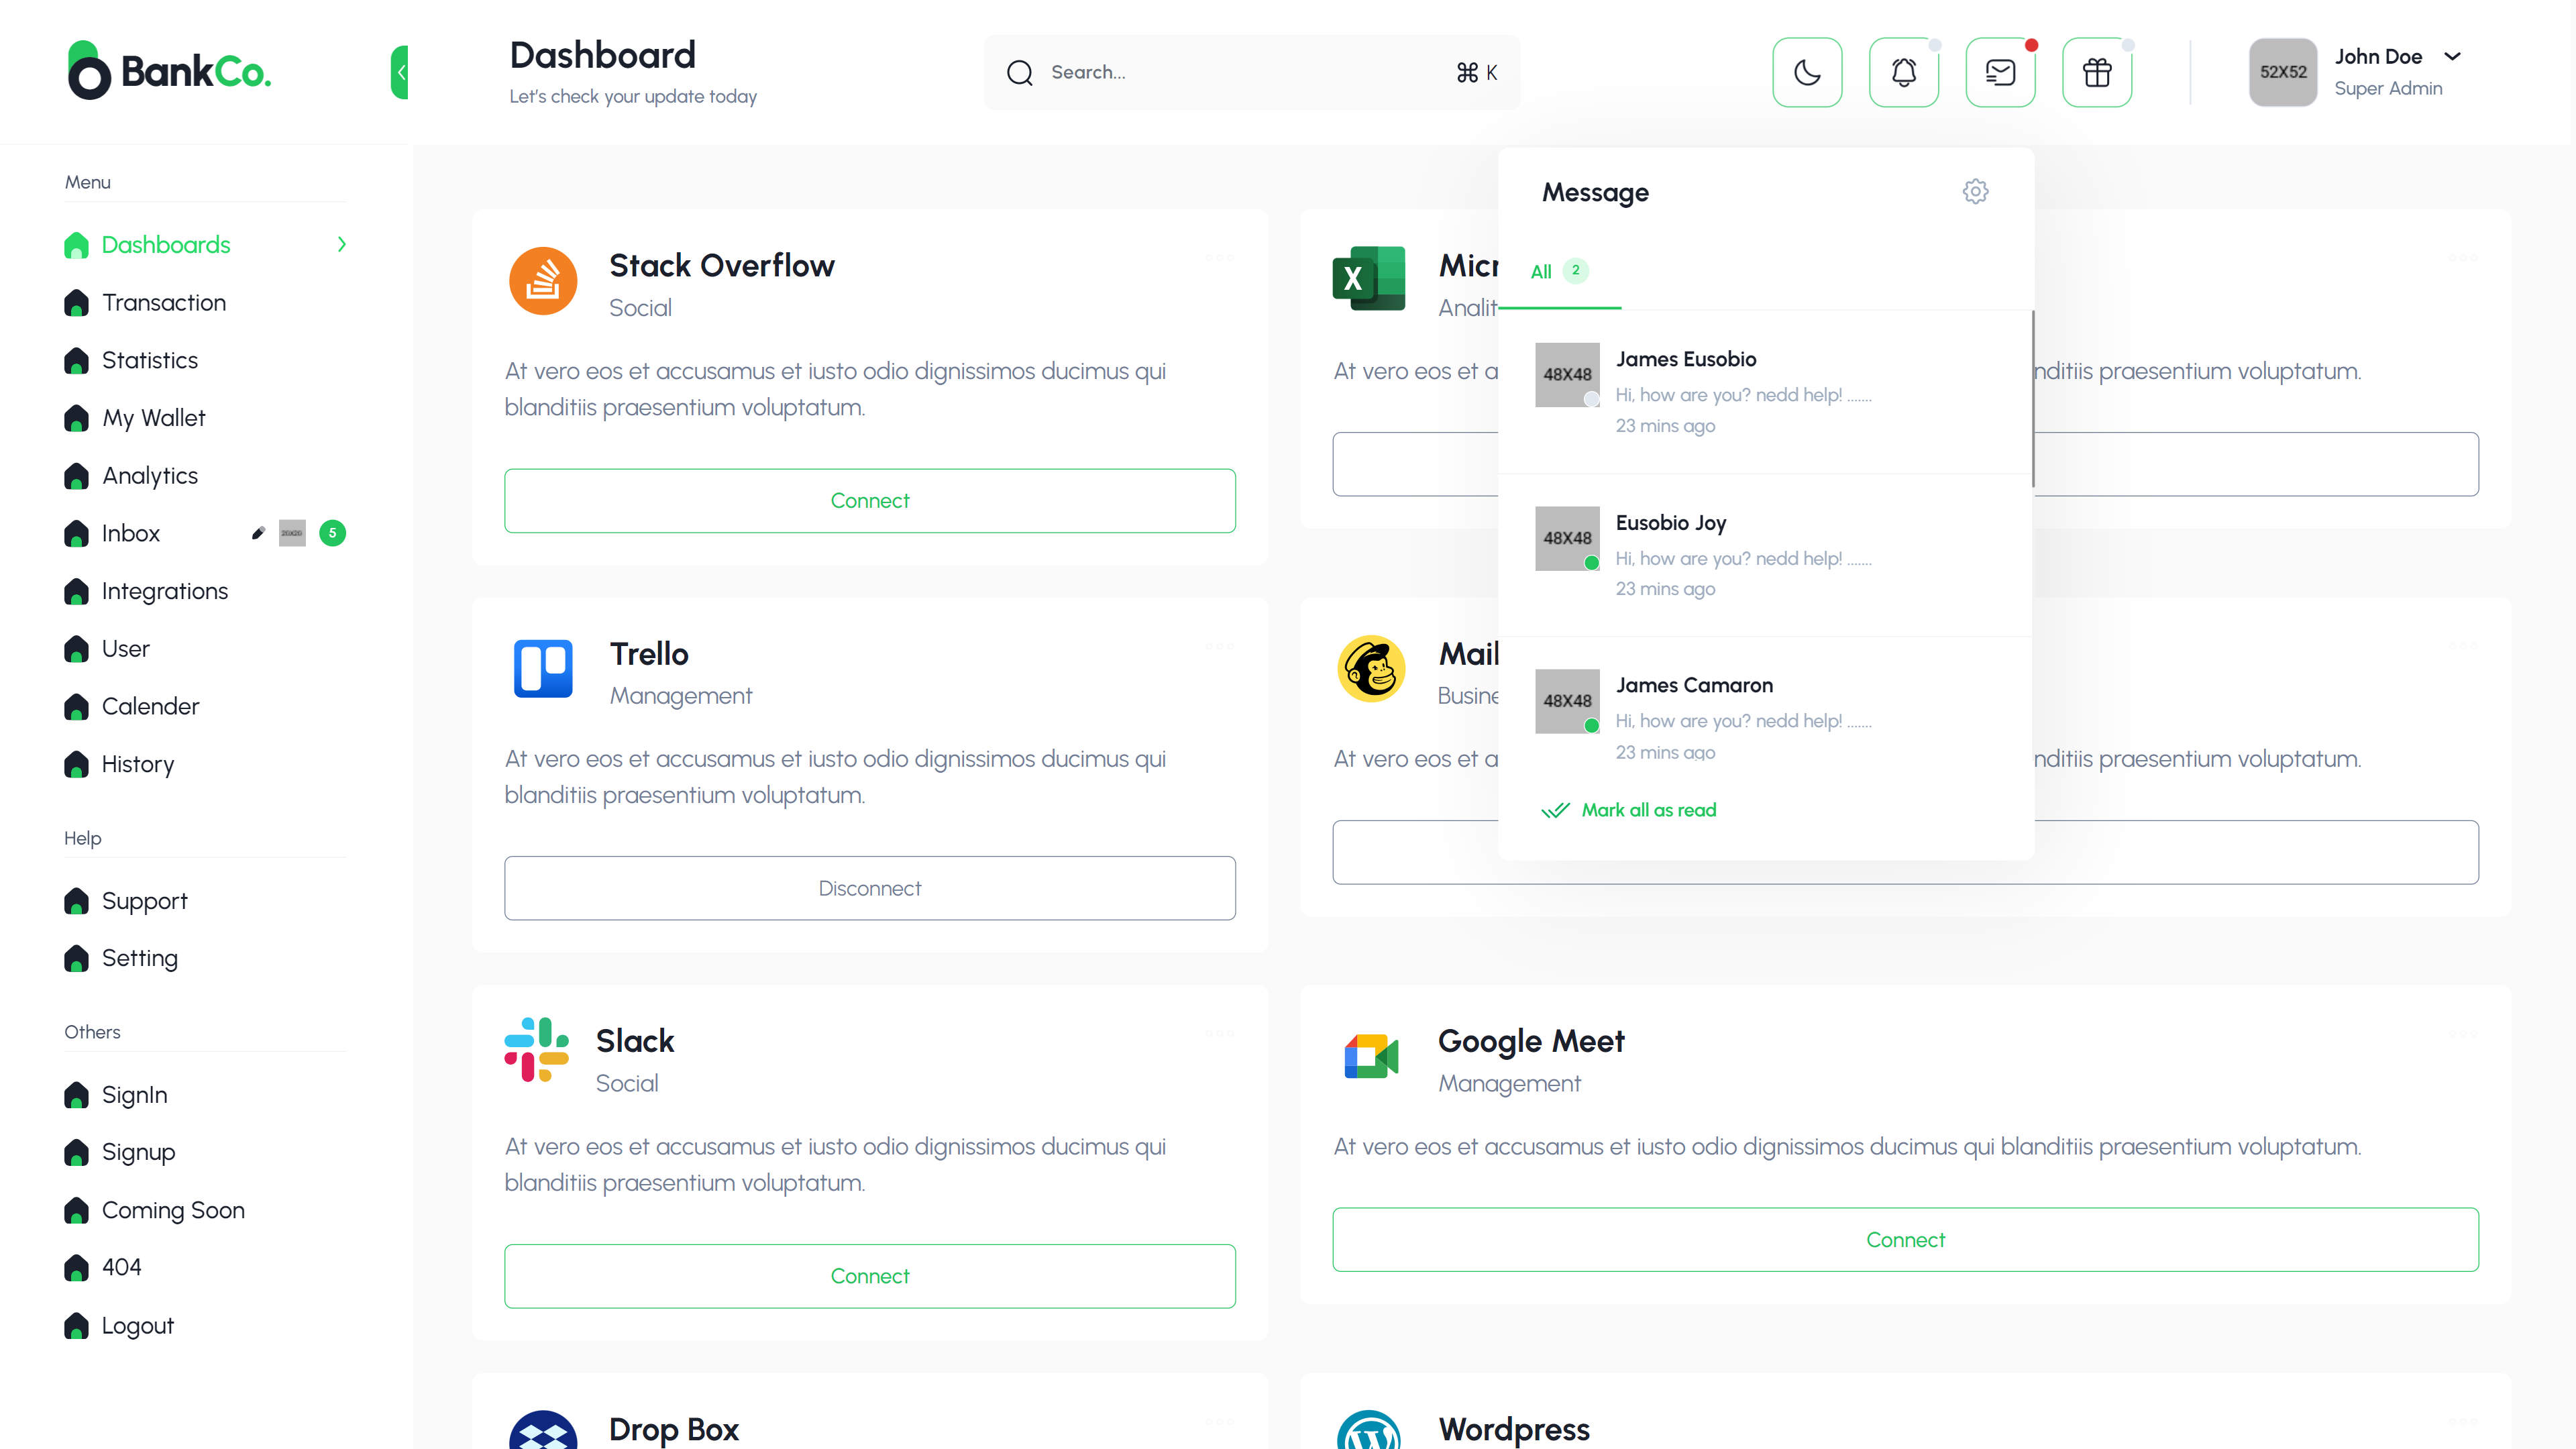 BankCo.
Dashboard
Let's check your update today
Search...
⌘ K
52X52
John Doe
Super Admin
Menu
Dashboards
Transaction
Statistics
My Wallet
Analytics
Inbox
5
Integrations
User
Calender
History
Help
Support
Setting
Others
SignIn
Signup
Coming Soon
404
Logout
Stack Overflow
Social
At vero eos et accusamus et iusto odio dignissimos ducimus qui
blanditiis praesentium voluptatum.
Connect
Micr
Analit
At vero eos et a
nditiis praesentium voluptatum.
Message
All 2
48X48
James Eusobio
Hi, how are you? nedd help! .......
23 mins ago
48X48
Eusobio Joy
Hi, how are you? nedd help! .......
23 mins ago
48X48
James Camaron
Hi, how are you? nedd help! .......
23 mins ago
Mark all as read
Trello
Management
At vero eos et accusamus et iusto odio dignissimos ducimus qui
blanditiis praesentium voluptatum.
Disconnect
Mail
Busine
At vero eos et a
nditiis praesentium voluptatum.
Slack
Social
At vero eos et accusamus et iusto odio dignissimos ducimus qui
blanditiis praesentium voluptatum.
Connect
Google Meet
Management
At vero eos et accusamus et iusto odio dignissimos ducimus qui blanditiis praesentium voluptatum.
Connect
Drop Box
Wordpress